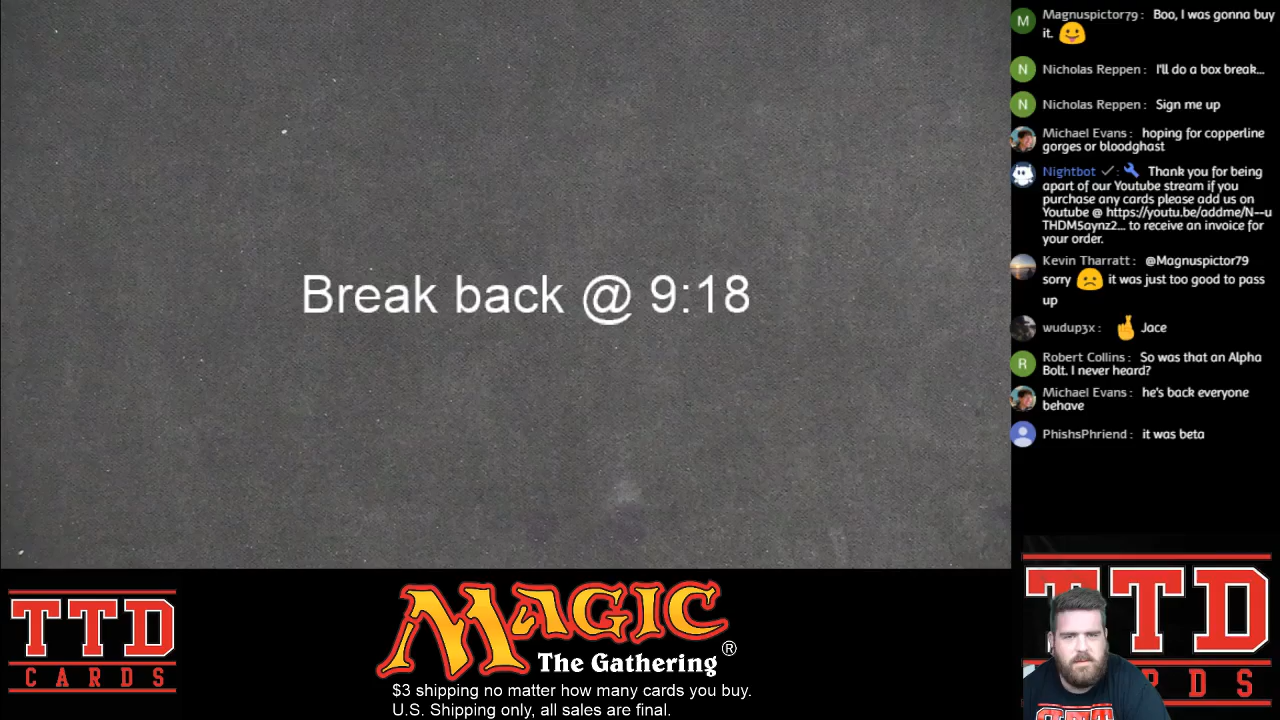 Break back @ 9:18
M Magnuspictor79 : Boo, I was gonna buy
it. 😛
N Nicholas Reppen : I'll do a box break...
N Nicholas Reppen : Sign me up
Michael Evans : hoping for copperline
gorges or bloodghast
Nightbot ✓ : 🔧 Thank you for being
apart of our Youtube stream if you
purchase any cards please add us on
Youtube @ https://youtu.be/addme/N--u
THDM5aynz2... to receive an invoice for
your order.
Kevin Tharratt : @Magnuspictor79
sorry ☹️ it was just too good to pass
up
wudup3x : 🤞 Jace
R Robert Collins : So was that an Alpha
Bolt. I never heard?
Michael Evans : he's back everyone
behave
PhishsPhriend : it was beta
TTD
CARDS
MAGIC
The Gathering®
$3 shipping no matter how many cards you buy.
U.S. Shipping only, all sales are final.
TTD
RDS